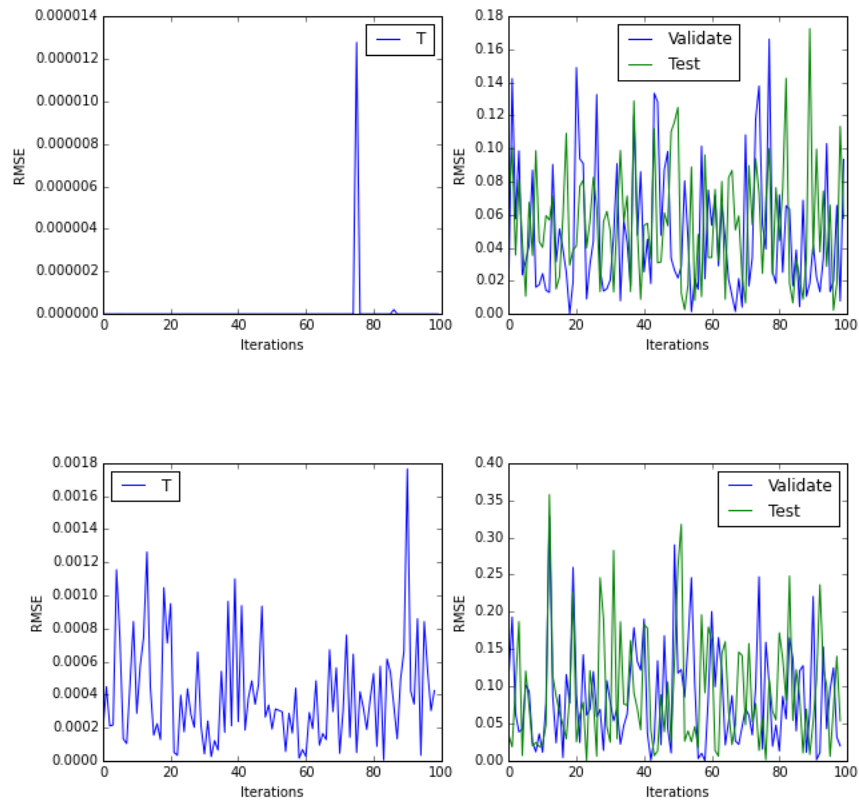 0.000014
0.000012
0.000010
0.000008
0.000006
0.000004
0.000002
0.000000
RMSE
T
0 20 40 60 80 100
Iterations
0.18
0.16
0.14
0.12
0.10
0.08
0.06
0.04
0.02
0.00
RMSE
Validate
Test
0 20 40 60 80 100
Iterations
0.0018
0.0016
0.0014
0.0012
0.0010
0.0008
0.0006
0.0004
0.0002
0.0000
RMSE
T
0 20 40 60 80 100
Iterations
0.40
0.35
0.30
0.25
0.20
0.15
0.10
0.05
0.00
RMSE
Validate
Test
0 20 40 60 80 100
Iterations